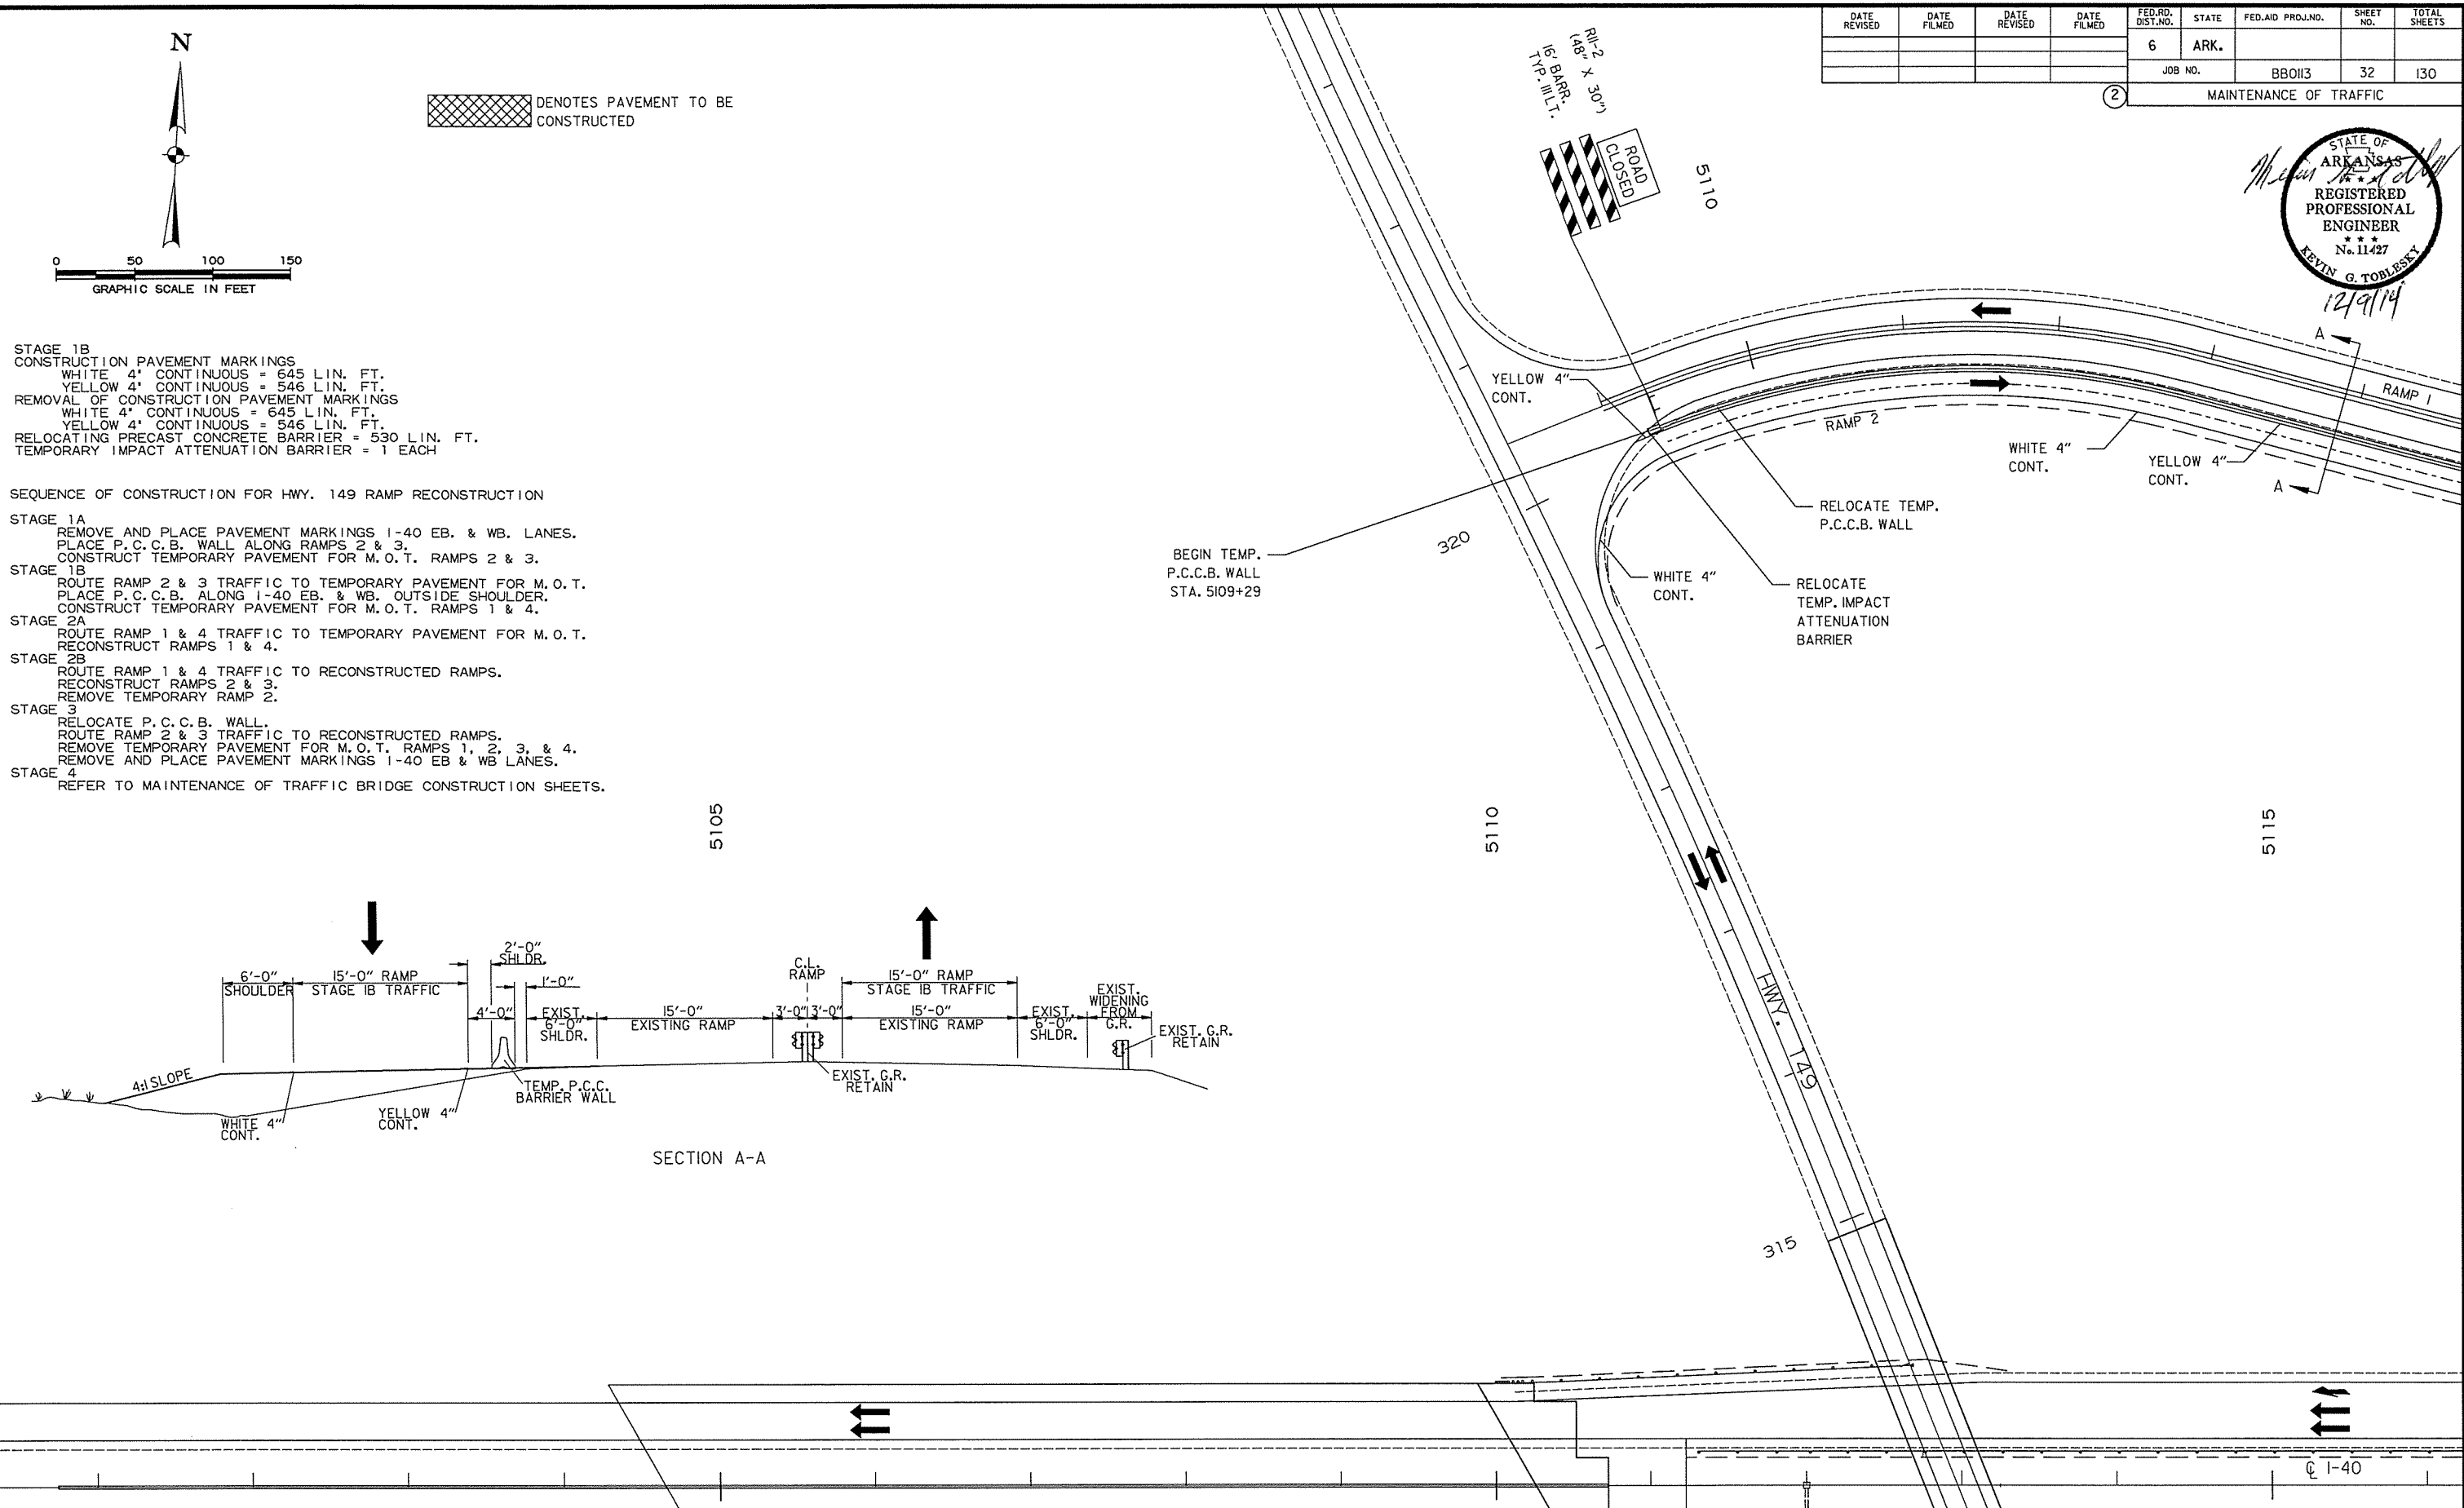 DATE REVISED
DATE FILMED
DATE REVISED
DATE FILMED
FED.RD. DIST.NO.
STATE
FED.AID PROJ.NO.
SHEET NO.
TOTAL SHEETS
6
ARK.
JOB NO.
BB0113
32
130
2
MAINTENANCE OF TRAFFIC
N
DENOTES PAVEMENT TO BE
CONSTRUCTED
0 50 100 150
GRAPHIC SCALE IN FEET
R11-2
(48" X 30")
16' BARR.
TYP. III LT.
ROAD
CLOSED
5110
STATE OF
ARKANSAS
* * *
REGISTERED
PROFESSIONAL
ENGINEER
* * *
No. 11427
KEVIN G. TOBLESKY
12/9/14
STAGE 1B
CONSTRUCTION PAVEMENT MARKINGS
WHITE 4" CONTINUOUS = 645 LIN. FT.
YELLOW 4" CONTINUOUS = 546 LIN. FT.
REMOVAL OF CONSTRUCTION PAVEMENT MARKINGS
WHITE 4" CONTINUOUS = 645 LIN. FT.
YELLOW 4" CONTINUOUS = 546 LIN. FT.
RELOCATING PRECAST CONCRETE BARRIER = 530 LIN. FT.
TEMPORARY IMPACT ATTENUATION BARRIER = 1 EACH
SEQUENCE OF CONSTRUCTION FOR HWY. 149 RAMP RECONSTRUCTION
STAGE 1A
REMOVE AND PLACE PAVEMENT MARKINGS I-40 EB. & WB. LANES.
PLACE P.C.C.B. WALL ALONG RAMPS 2 & 3.
CONSTRUCT TEMPORARY PAVEMENT FOR M.O.T. RAMPS 2 & 3.
STAGE 1B
ROUTE RAMP 2 & 3 TRAFFIC TO TEMPORARY PAVEMENT FOR M.O.T.
PLACE P.C.C.B. ALONG I-40 EB. & WB. OUTSIDE SHOULDER.
CONSTRUCT TEMPORARY PAVEMENT FOR M.O.T. RAMPS 1 & 4.
STAGE 2A
ROUTE RAMP 1 & 4 TRAFFIC TO TEMPORARY PAVEMENT FOR M.O.T.
RECONSTRUCT RAMPS 1 & 4.
STAGE 2B
ROUTE RAMP 1 & 4 TRAFFIC TO RECONSTRUCTED RAMPS.
RECONSTRUCT RAMPS 2 & 3.
REMOVE TEMPORARY RAMP 2.
STAGE 3
RELOCATE P.C.C.B. WALL.
ROUTE RAMP 2 & 3 TRAFFIC TO RECONSTRUCTED RAMPS.
REMOVE TEMPORARY PAVEMENT FOR M.O.T. RAMPS 1, 2, 3, & 4.
REMOVE AND PLACE PAVEMENT MARKINGS I-40 EB & WB LANES.
STAGE 4
REFER TO MAINTENANCE OF TRAFFIC BRIDGE CONSTRUCTION SHEETS.
A
RAMP 1
YELLOW 4"
CONT.
RAMP 2
WHITE 4"
CONT.
YELLOW 4"
CONT.
A
RELOCATE TEMP.
P.C.C.B. WALL
320
BEGIN TEMP.
P.C.C.B. WALL
STA. 5109+29
WHITE 4"
CONT.
RELOCATE
TEMP. IMPACT
ATTENUATION
BARRIER
5105
5110
5115
HWY. 149
315
6'-0"
SHOULDER
15'-0" RAMP
STAGE 1B TRAFFIC
2'-0"
SHLDR.
4'-0"
1'-0"
EXIST.
6'-0"
SHLDR.
15'-0"
EXISTING RAMP
C.L.
RAMP
3'-0" 3'-0"
15'-0" RAMP
STAGE 1B TRAFFIC
15'-0"
EXISTING RAMP
EXIST.
6'-0"
SHLDR.
EXIST.
WIDENING
FROM
G.R.
EXIST. G.R.
RETAIN
4:1 SLOPE
WHITE 4"
CONT.
YELLOW 4"
CONT.
TEMP. P.C.C.
BARRIER WALL
EXIST. G.R.
RETAIN
SECTION A-A
℄ I-40